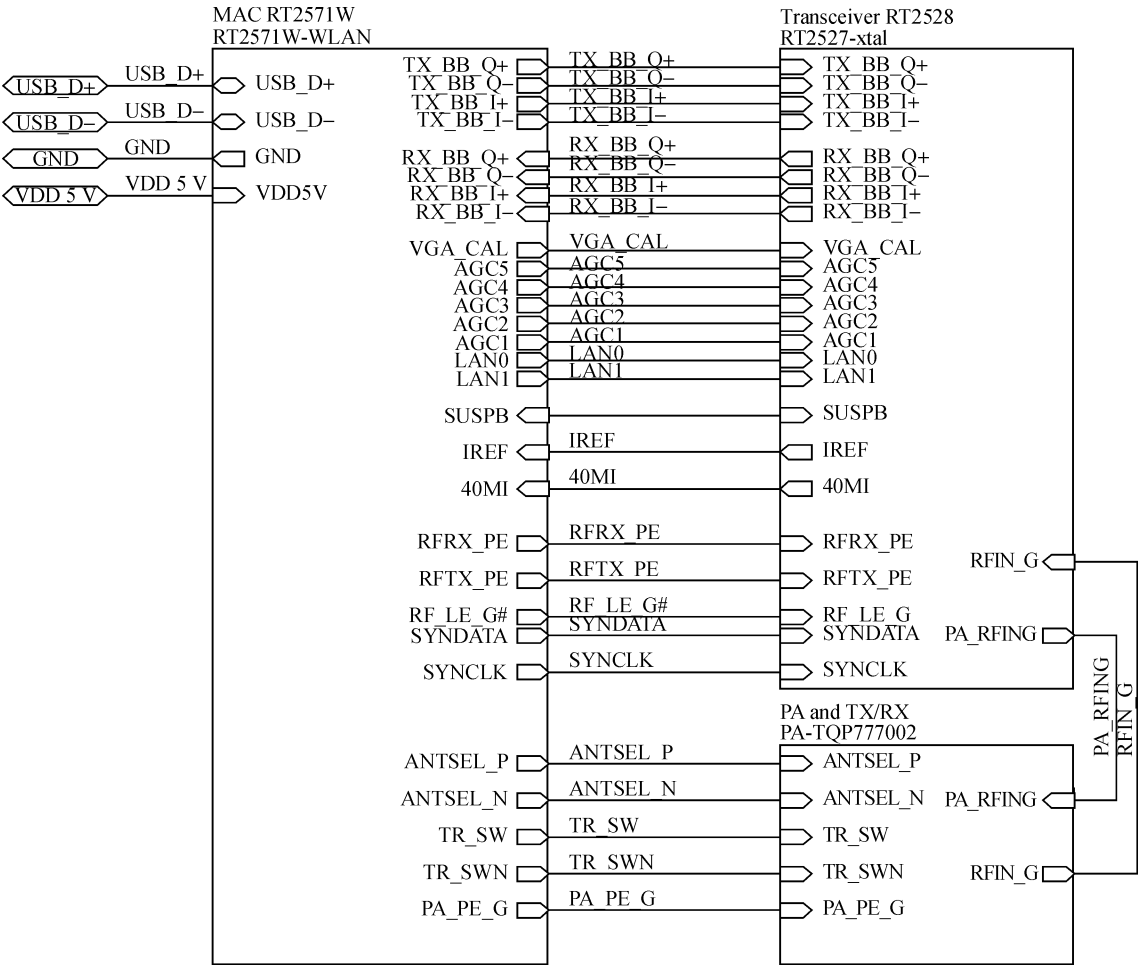 MAC RT2571W
RT2571W-WLAN
Transceiver RT2528
RT2527-xtal
USB_D+ USB_D+ USB_D+
USB_D− USB_D− USB_D−
GND GND GND
VDD 5 V VDD 5 V VDD5V
TX_BB_Q+ TX_BB_Q+ TX_BB_Q+
TX_BB_Q− TX_BB_Q− TX_BB_Q−
TX_BB_I+ TX_BB_I+ TX_BB_I+
TX_BB_I− TX_BB_I− TX_BB_I−
RX_BB_Q+ RX_BB_Q+ RX_BB_Q+
RX_BB_Q− RX_BB_Q− RX_BB_Q−
RX_BB_I+ RX_BB_I+ RX_BB_I+
RX_BB_I− RX_BB_I− RX_BB_I−
VGA_CAL VGA_CAL VGA_CAL
AGC5 AGC5 AGC5
AGC4 AGC4 AGC4
AGC3 AGC3 AGC3
AGC2 AGC2 AGC2
AGC1 AGC1 AGC1
LAN0 LAN0 LAN0
LAN1 LAN1 LAN1
SUSPB SUSPB
IREF IREF IREF
40MI 40MI 40MI
RFRX_PE RFRX_PE RFRX_PE
RFIN_G
RFTX_PE RFTX_PE RFTX_PE
RF_LE_G# RF_LE_G# RF_LE_G
SYNDATA SYNDATA SYNDATA PA_RFING
SYNCLK SYNCLK SYNCLK
PA_RFING
RFIN_G
PA and TX/RX
PA-TQP777002
ANTSEL_P ANTSEL_P ANTSEL_P
ANTSEL_N ANTSEL_N ANTSEL_N PA_RFING
TR_SW TR_SW TR_SW
TR_SWN TR_SWN TR_SWN RFIN_G
PA_PE_G PA_PE_G PA_PE_G